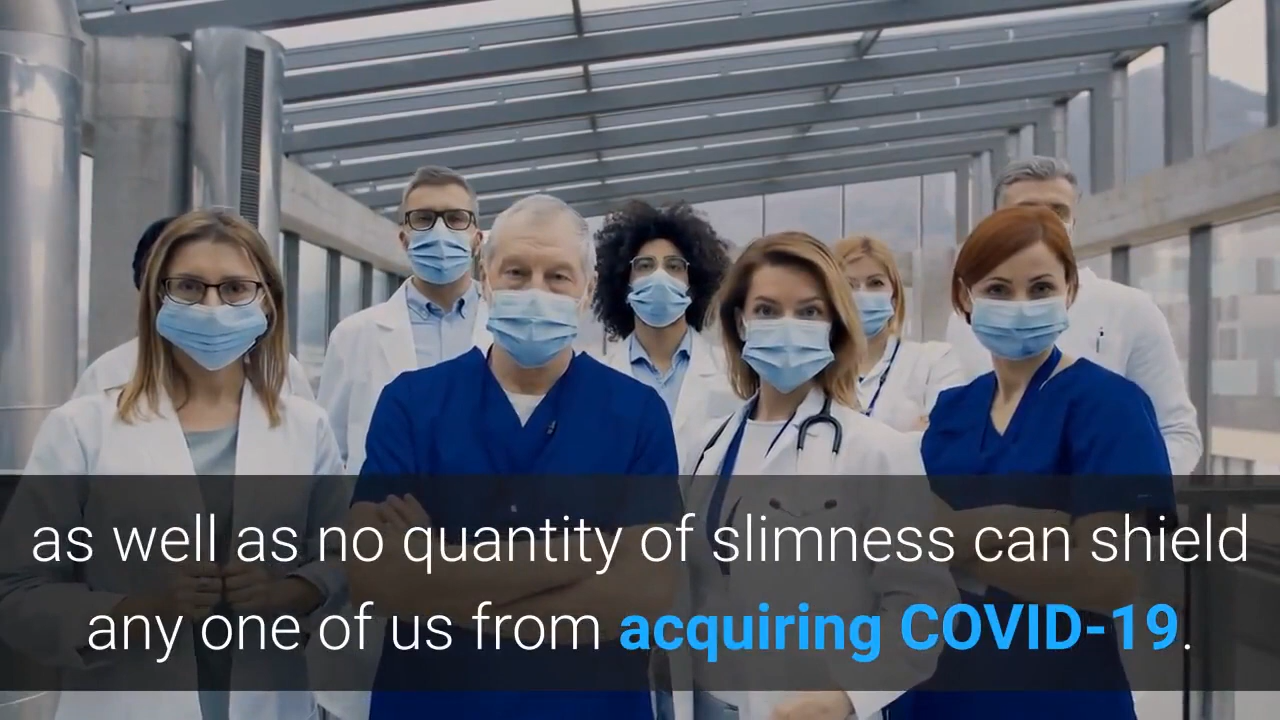 as well as no quantity of slimness can shield
any one of us from acquiring COVID-19.